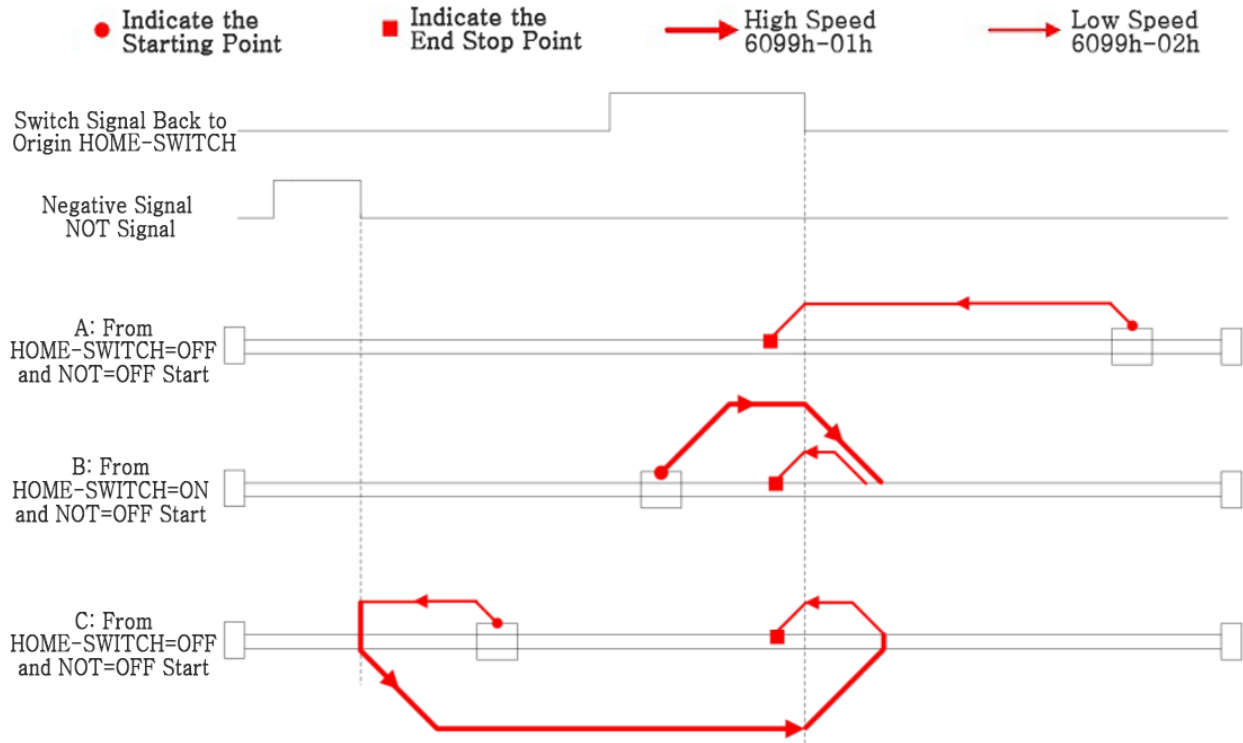 Indicate the
Starting Point
Indicate the
End Stop Point
High Speed
6099h-01h
Low Speed
6099h-02h
Switch Signal Back to
Origin HOME-SWITCH
Negative Signal
NOT Signal
A: From
HOME-SWITCH=OFF
and NOT=OFF Start
B: From
HOME-SWITCH=ON
and NOT=OFF Start
C: From
HOME-SWITCH=OFF
and NOT=OFF Start